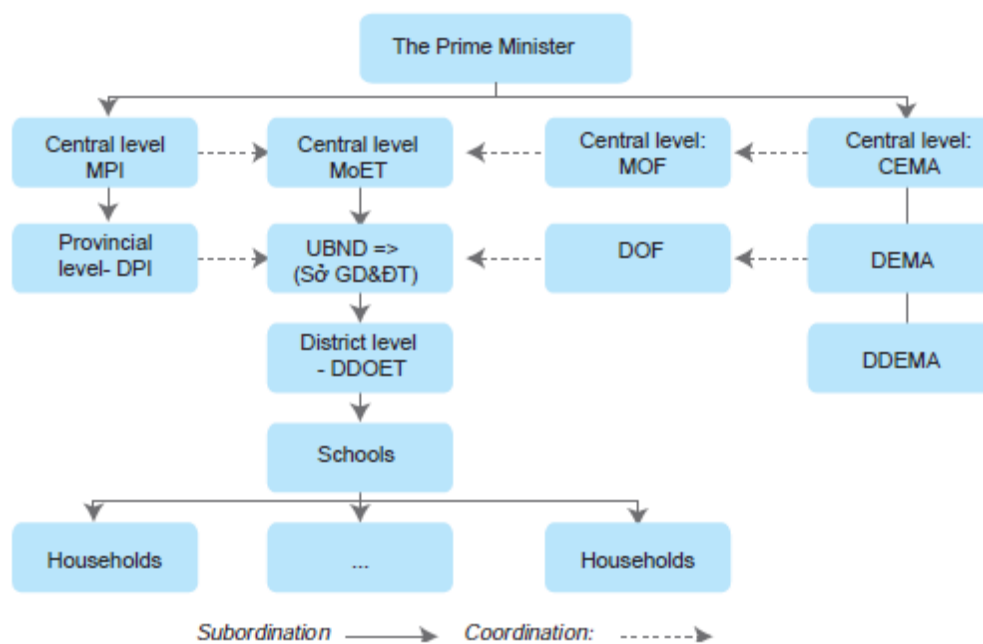 The Prime Minister
Central level
MPI
Central level
MoET
Central level:
MOF
Central level:
CEMA
Provincial
level- DPI
UBND =>
(Sở GD&ĐT)
DOF
DEMA
District level
- DDOET
DDEMA
Schools
Households
...
Households
Subordination
Coordination: